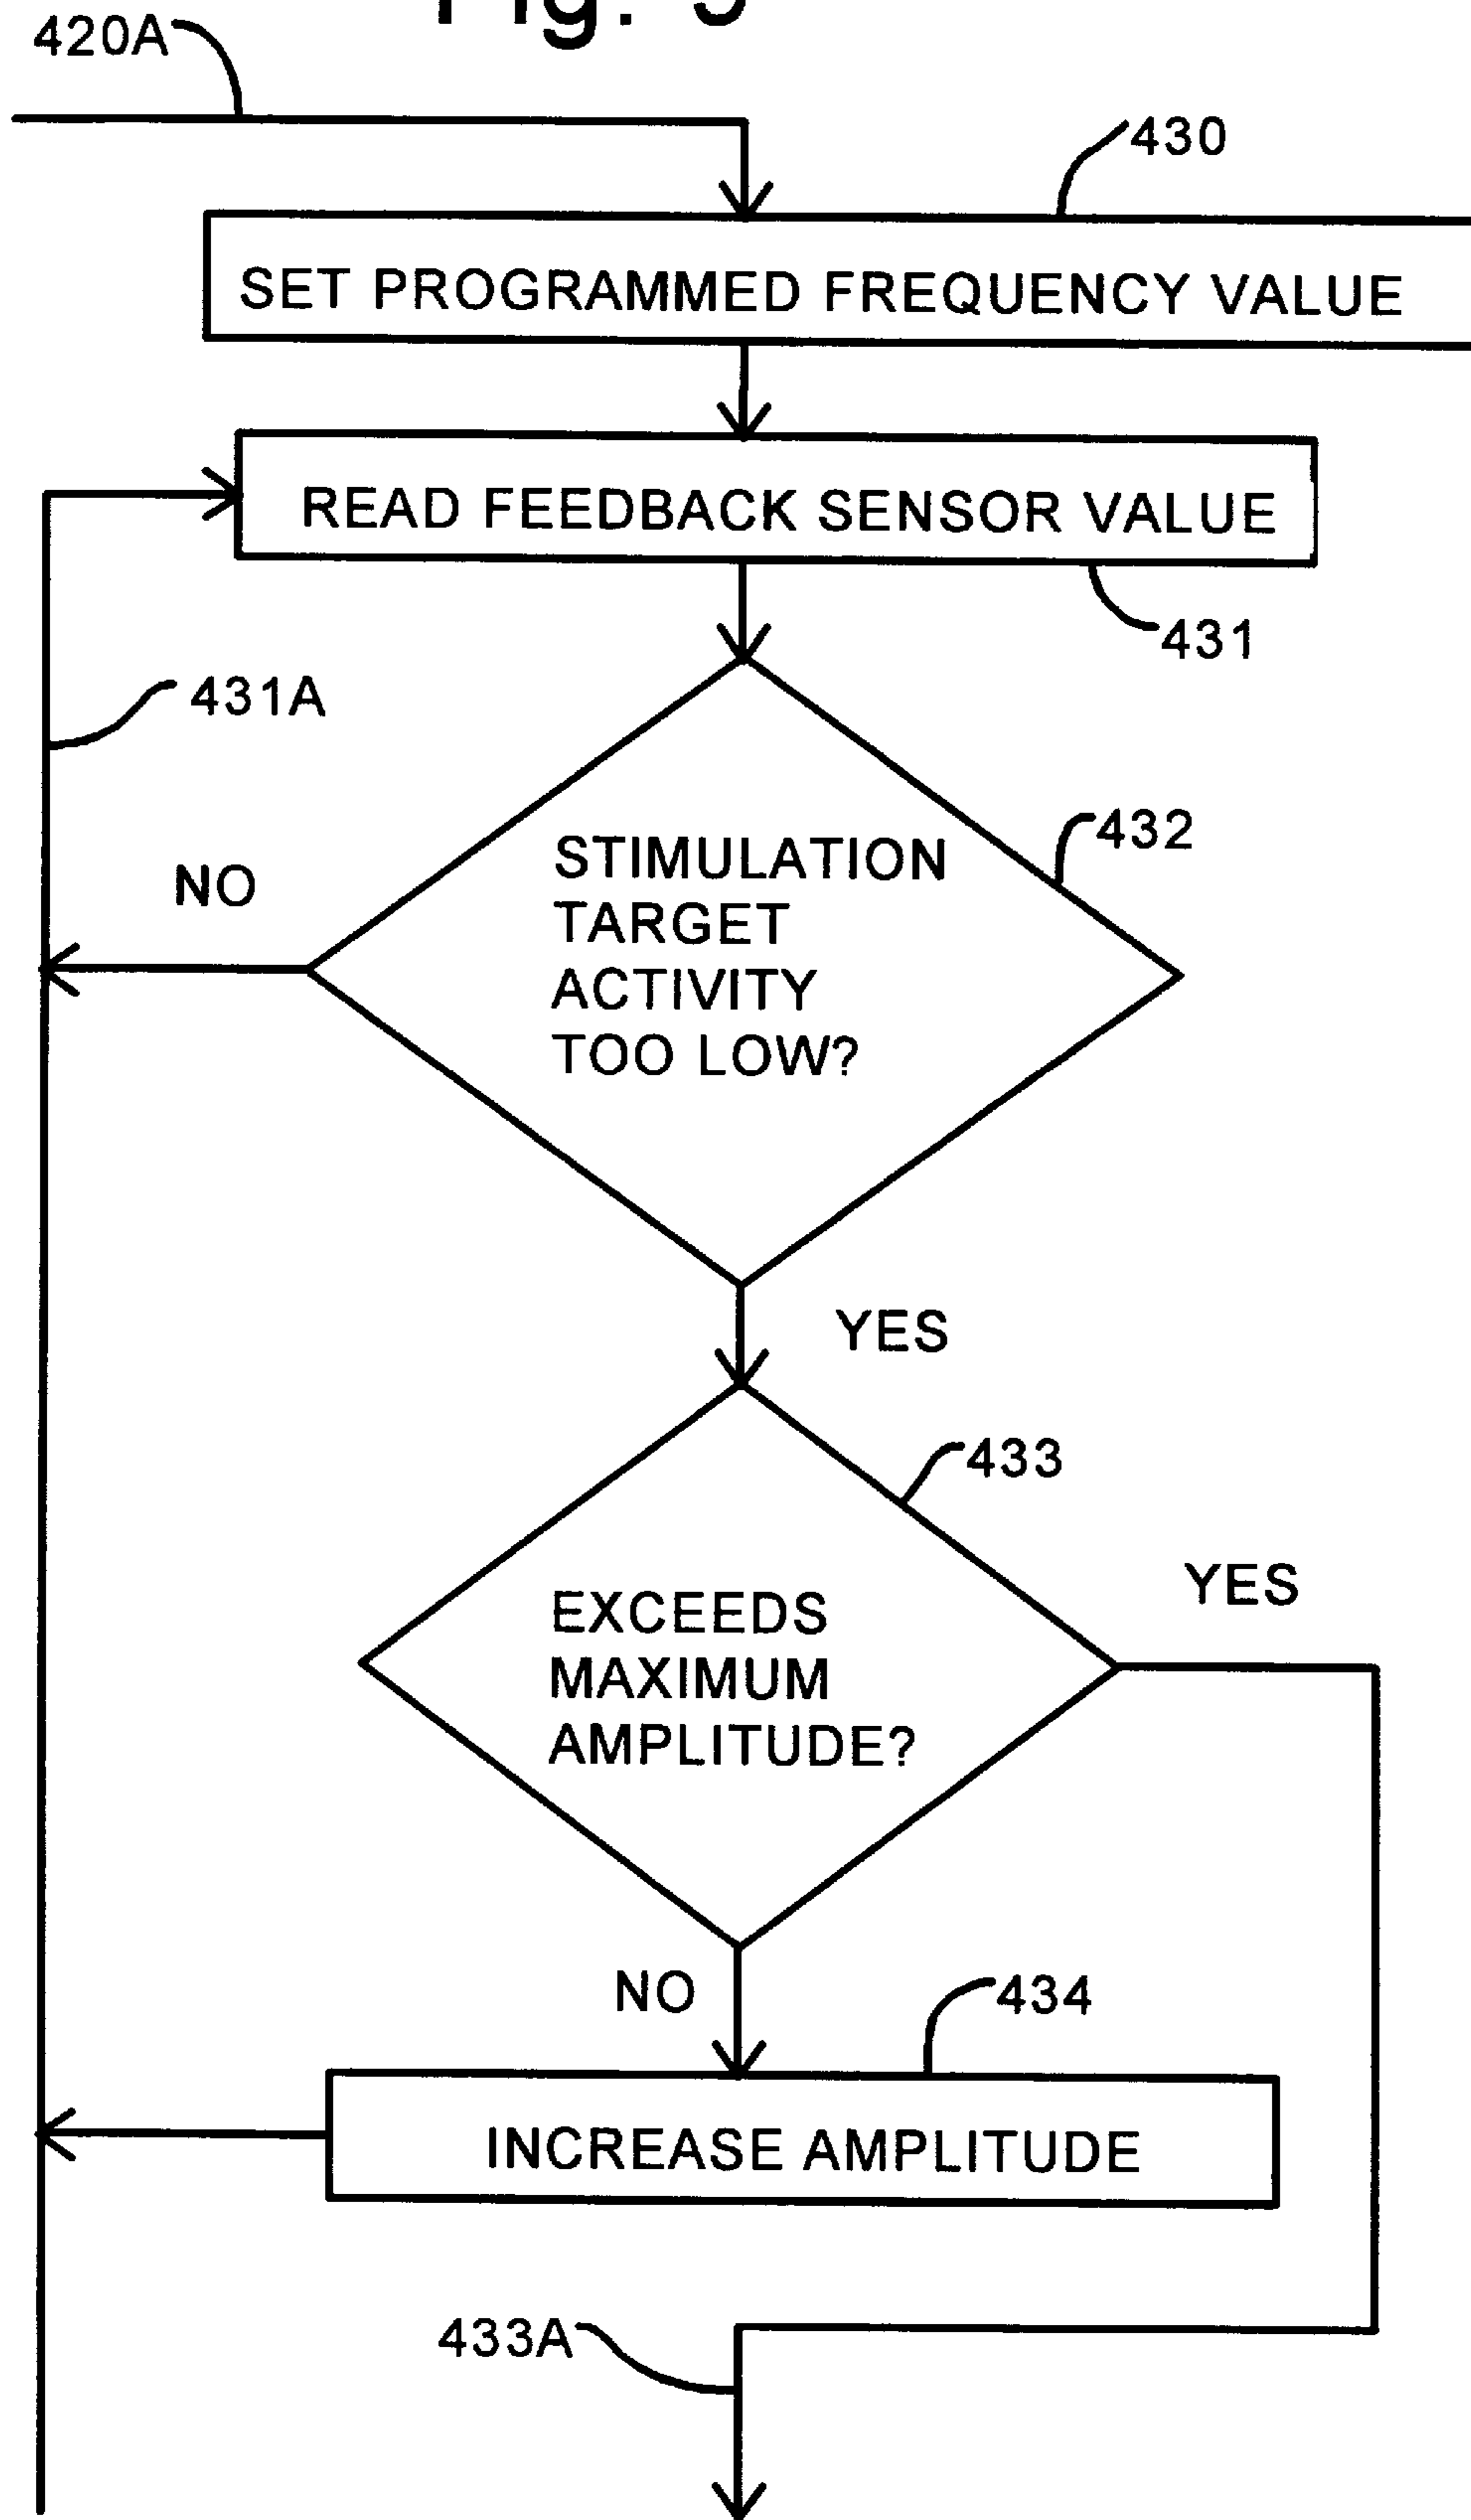 Fig.
420A
430
SET PROGRAMMED FREQUENCY VALUE
READ FEEDBACK SENSOR VALUE
431
431A
432
NO
STIMULATION
TARGET
ACTIVITY
TOO LOW?
YES
433
YES
EXCEEDS
MAXIMUM
AMPLITUDE?
NO
434
INCREASE AMPLITUDE
433A